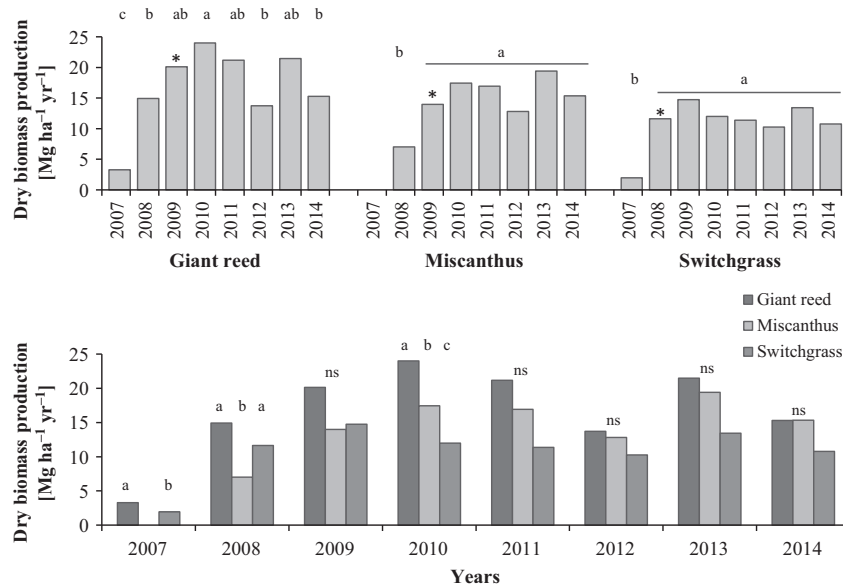 c b ab a ab b ab b
b a
b a
Dry biomass production
[Mg ha⁻¹ yr⁻¹]
25
20
15
10
5
0
* * *
2007 2008 2009 2010 2011 2012 2013 2014 2007 2008 2009 2010 2011 2012 2013 2014 2007 2008 2009 2010 2011 2012 2013 2014
Giant reed Miscanthus Switchgrass
Giant reed
Miscanthus
Switchgrass
Dry biomass production
[Mg ha⁻¹ yr⁻¹]
25
20
15
10
5
0
a b
a b a
ns
a b c
ns
ns
ns
ns
2007 2008 2009 2010 2011 2012 2013 2014
Years